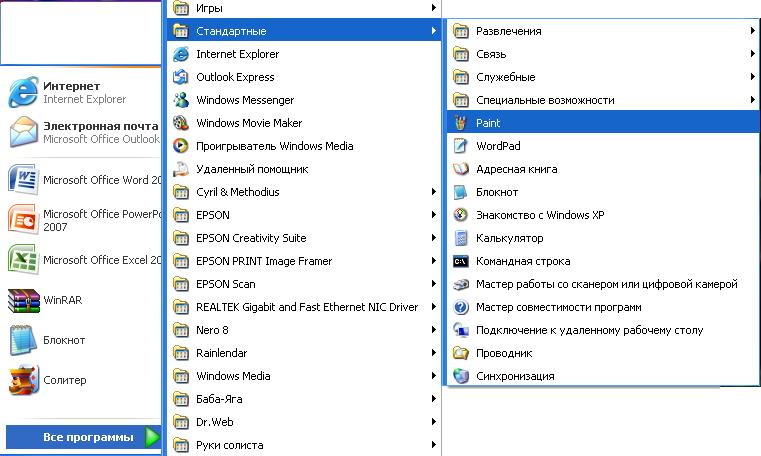 Интернет
Internet Explorer
Электронная почта
Microsoft Office Outlook
Microsoft Office Word 20
Microsoft Office PowerPo
2007
Microsoft Office Excel 20
WinRAR
Блокнот
Солитер
Все программы
Игры
Стандартные
Internet Explorer
Outlook Express
Windows Messenger
Windows Movie Maker
Проигрыватель Windows Media
Удаленный помощник
Cyril & Methodius
EPSON
EPSON Creativity Suite
EPSON PRINT Image Framer
EPSON Scan
REALTEK Gigabit and Fast Ethernet NIC Driver
Nero 8
Rainlendar
Windows Media
Баба-Яга
Dr.Web
Руки солиста
Развлечения
Связь
Служебные
Специальные возможности
Paint
WordPad
Адресная книга
Блокнот
Знакомство с Windows XP
Калькулятор
Командная строка
Мастер работы со сканером или цифровой камерой
Мастер совместимости программ
Подключение к удаленному рабочему столу
Проводник
Синхронизация